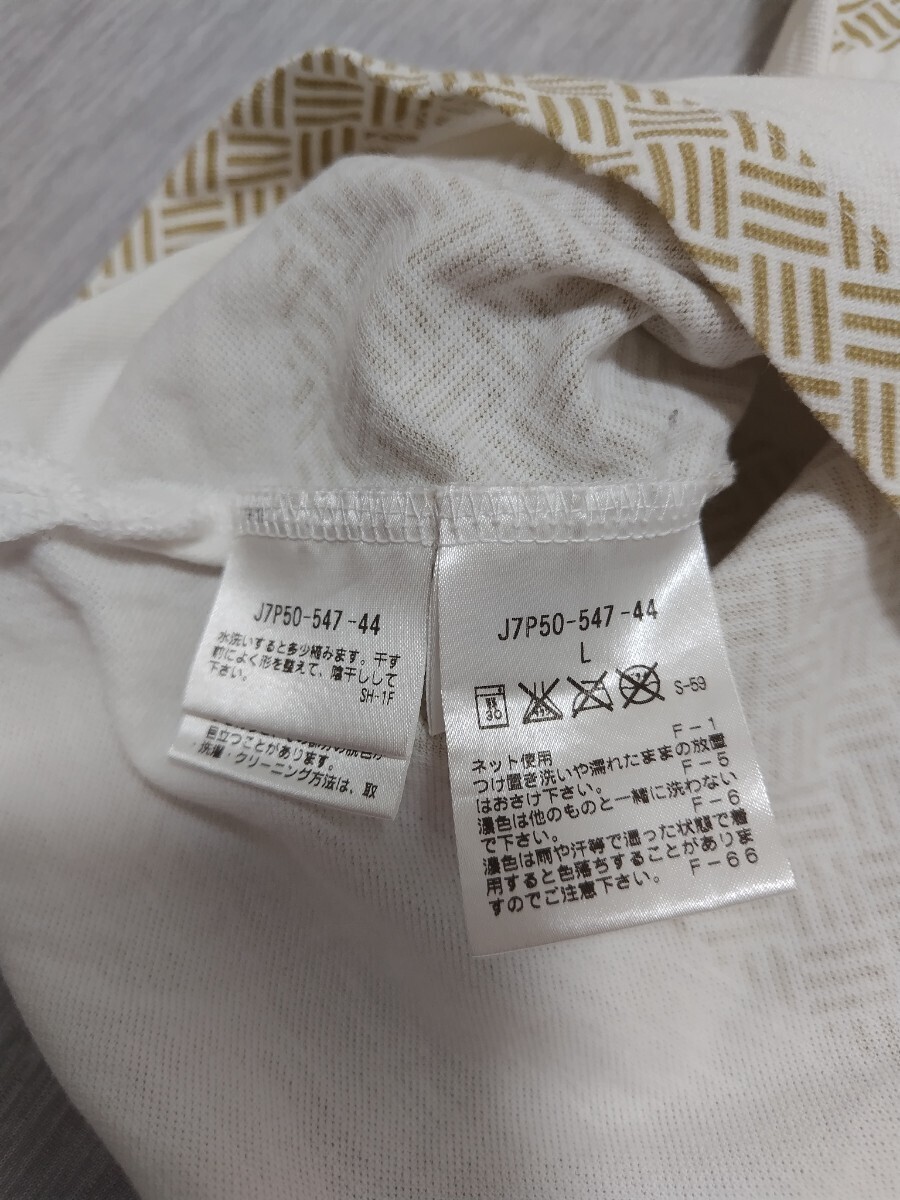 J7P50-547-44
水洗いすると多少縮みます。干す
前によく形を整えて、陰干しして
下さい。
SH-1F
目立つことがあります。
洗濯・クリーニング方法は、取
J7P50-547-44
L
30
S-59
F-1
ネット使用
つけ置き洗いや濡れたままの放置
F-5
はおさけ下さい。
濃色は他のものと一緒に洗わない
F-6
で下さい。
濃色は雨や汗等で湿った状態で着
用すると色落ちすることがありま
F-66
すのでご注意下さい。